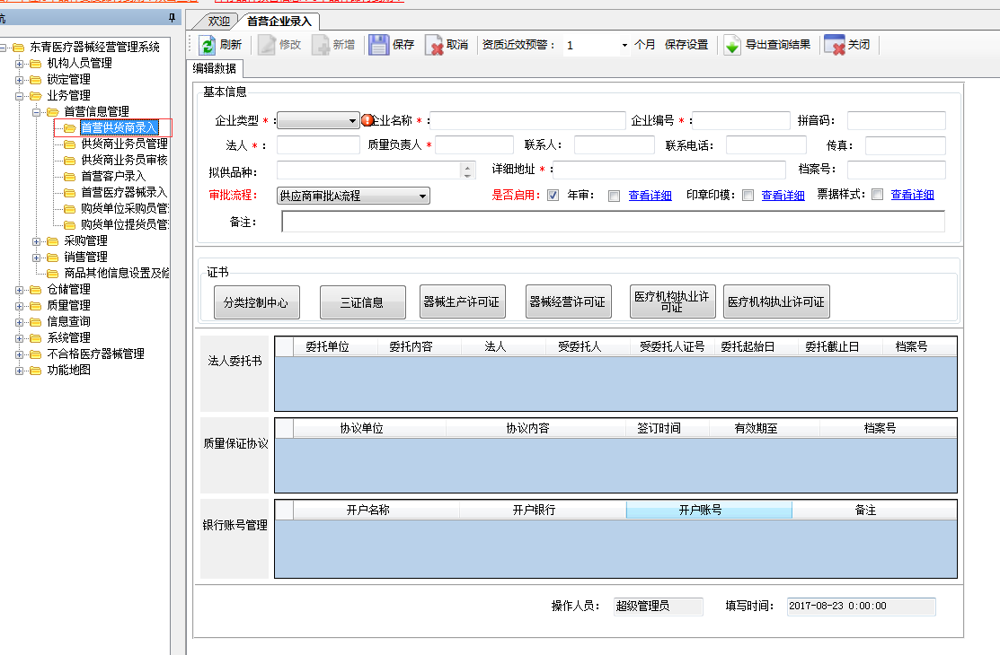 欢迎 首营企业录入
刷新 修改 新增 保存 取消 资质近效预警： 1 个月 保存设置 导出查询结果 关闭
东青医疗器械经营管理系统
机构人员管理
锁定管理
业务管理
首营信息管理
首营供货商录入
供货商业务员管理
供货商业务员审核
首营客户录入
首营医疗器械录入
购货单位采购员管
购货单位提货员管
采购管理
销售管理
商品其他信息设置及
仓储管理
质量管理
信息查询
系统管理
不合格医疗器械管理
功能地图
编辑数据
基本信息
企业类型 *： 企业名称 *： 企业编号 *： 拼音码：
法人 *： 质量负责人 * 联系人： 联系电话： 传真：
拟供品种： 详细地址 *： 档案号：
审批流程： 供应商审批A流程 是否启用： 年审： 查看详细 印章印模： 查看详细 票据样式： 查看详细
备注：
证书
分类控制中心 三证信息 器械生产许可证 器械经营许可证 医疗机构执业许可证 医疗机构执业许可证
法人委托书
委托单位 委托内容 法人 受委托人 受委托人证号 委托起始日 委托截止日 档案号
质量保证协议
协议单位 协议内容 签订时间 有效期至 档案号
银行账号管理
开户名称 开户银行 开户账号 备注
操作人员： 超级管理员 填写时间： 2017-08-23 0:00:00